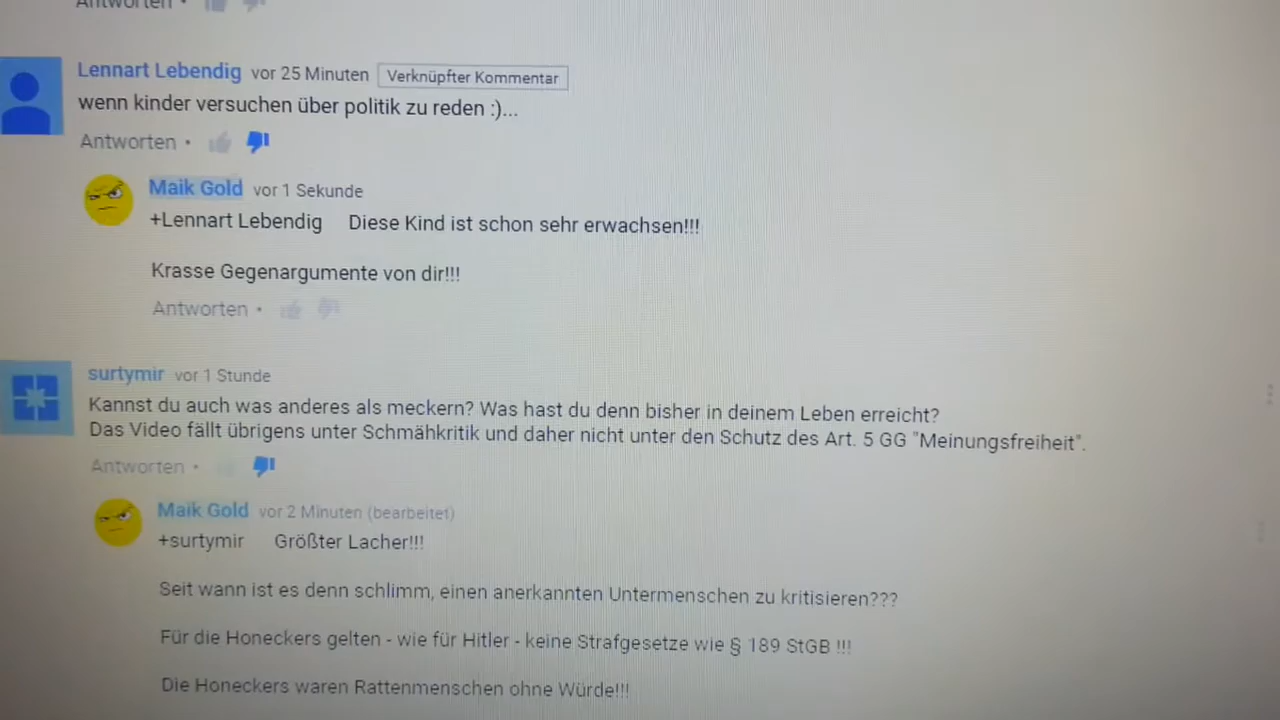 Antworten •
Lennart Lebendig vor 25 Minuten Verknüpfter Kommentar
wenn kinder versuchen über politik zu reden :)...
Antworten •
Maik Gold vor 1 Sekunde
+Lennart Lebendig Diese Kind ist schon sehr erwachsen!!!
Krasse Gegenargumente von dir!!!
Antworten •
surtymir vor 1 Stunde
Kannst du auch was anderes als meckern? Was hast du denn bisher in deinem Leben erreicht?
Das Video fällt übrigens unter Schmähkritik und daher nicht unter den Schutz des Art. 5 GG "Meinungsfreiheit".
Antworten •
Maik Gold vor 2 Minuten (bearbeitet)
+surtymir Größter Lacher!!!
Seit wann ist es denn schlimm, einen anerkannten Untermenschen zu kritisieren???
Für die Honeckers gelten - wie für Hitler - keine Strafgesetze wie § 189 StGB !!!
Die Honeckers waren Rattenmenschen ohne Würde!!!